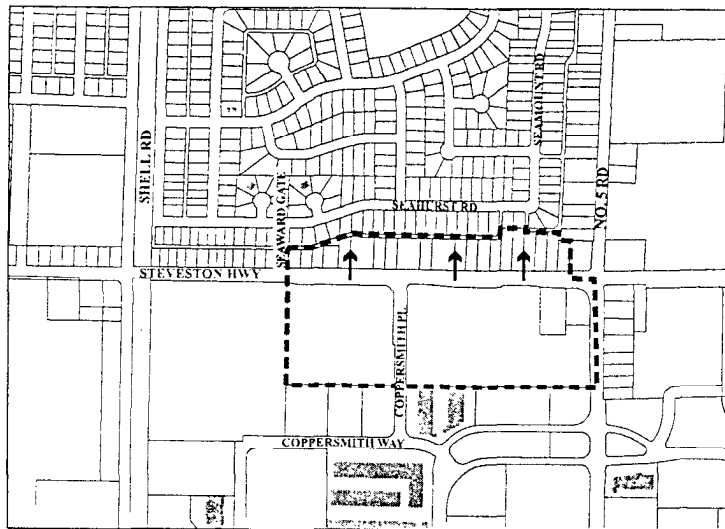 SEAMOUNT RD
SHELL RD
NO. 5 RD
SEAHURST RD
SEAWARD GATE
STEVESTON HWY
COPPERSMITH PL
COPPERSMITH WAY